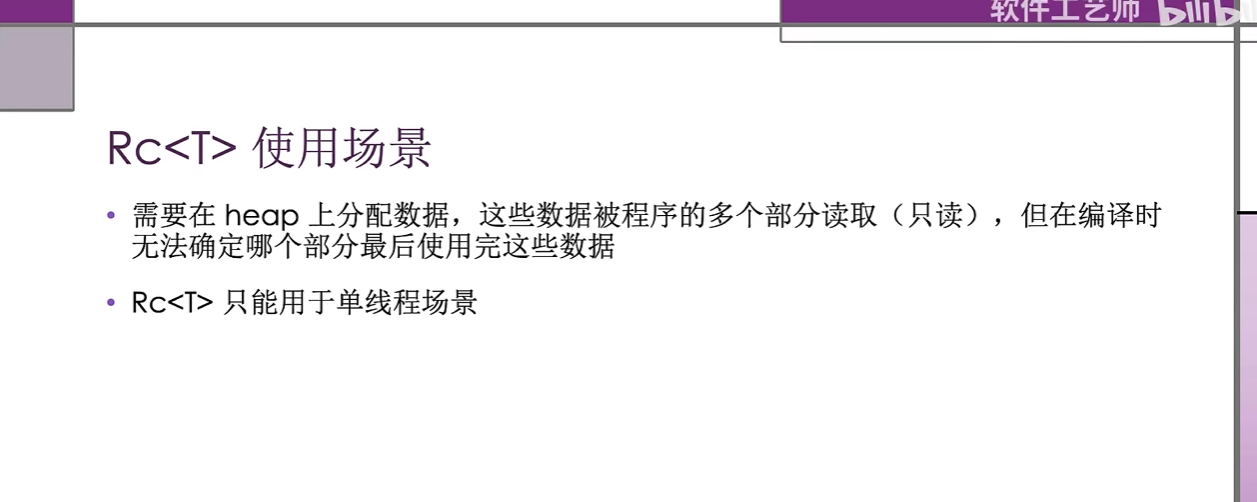 软件工艺师 bilibili
Rc<T> 使用场景
• 需要在 heap 上分配数据，这些数据被程序的多个部分读取（只读），但在编译时
无法确定哪个部分最后使用完这些数据
• Rc<T> 只能用于单线程场景